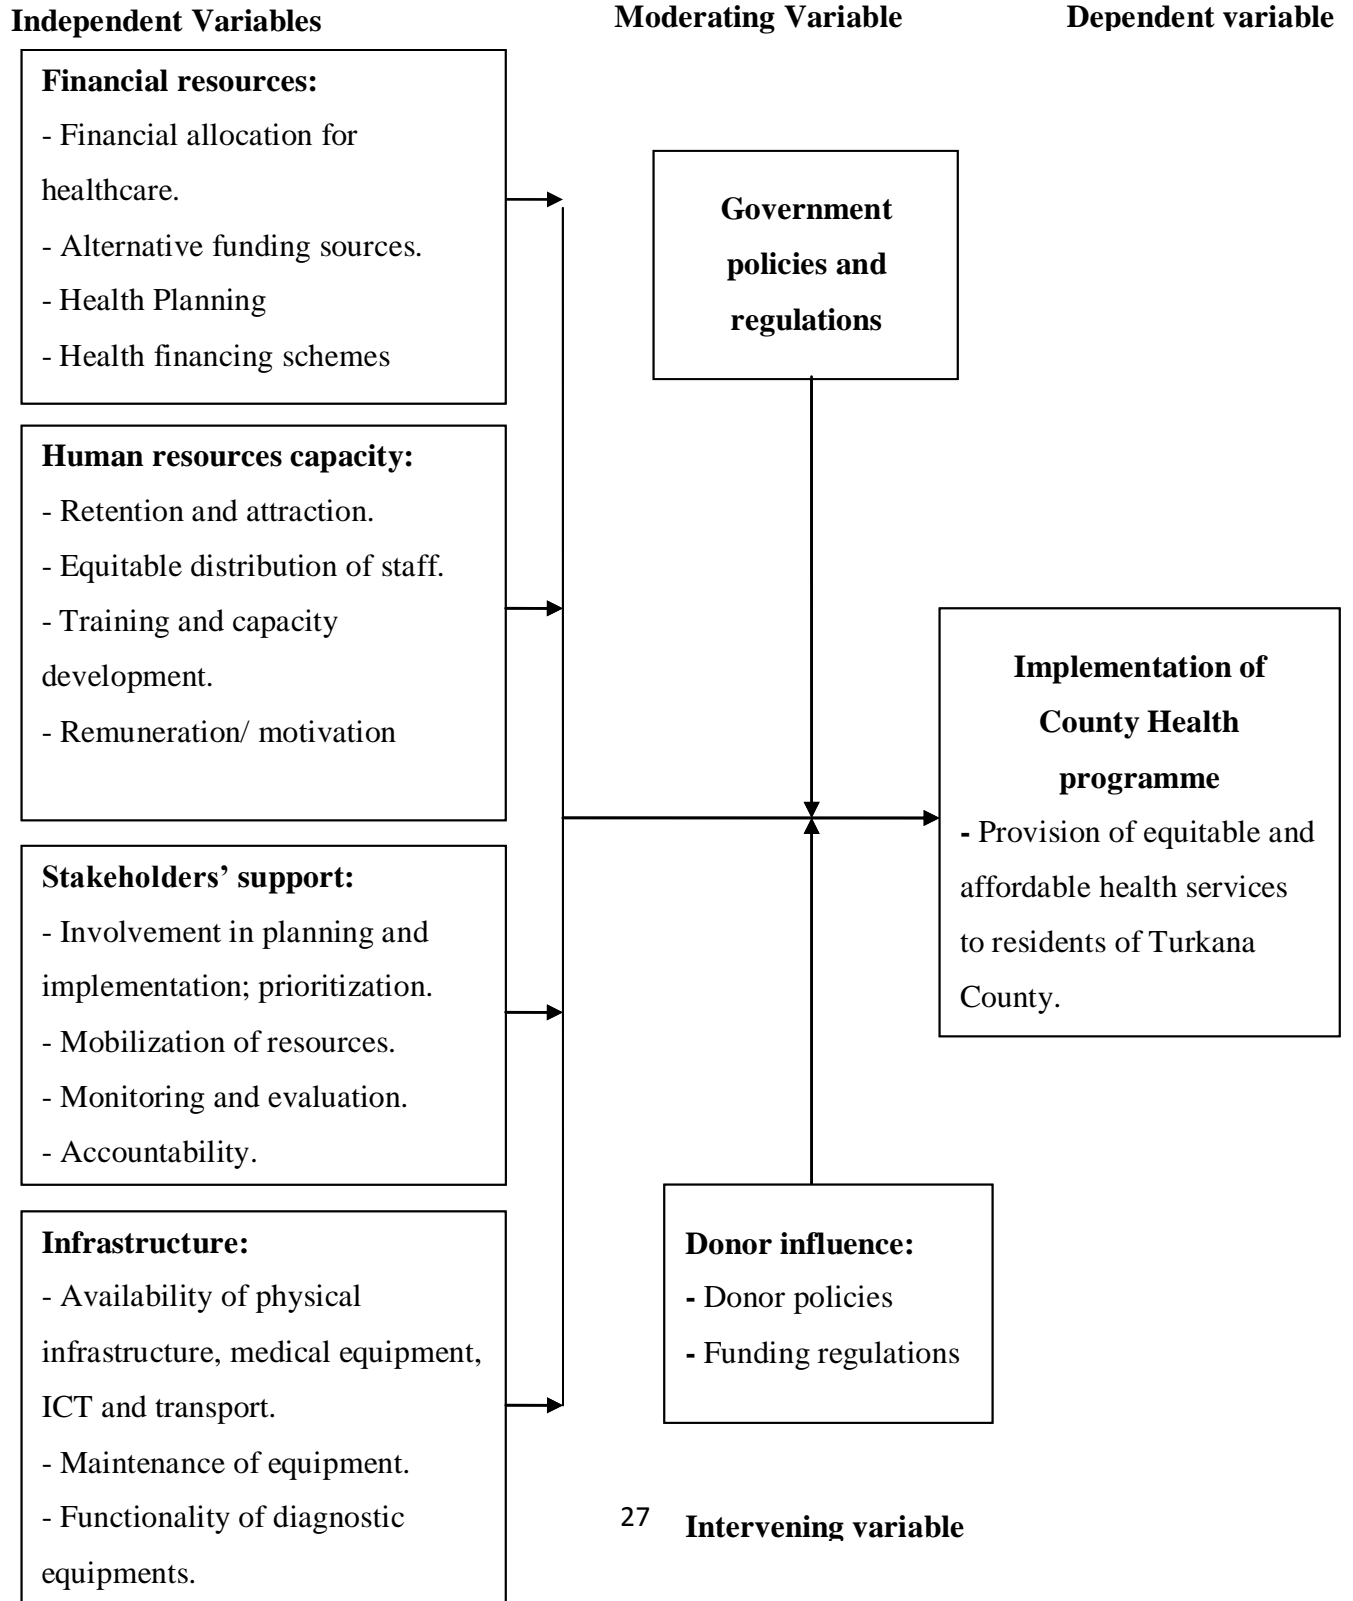 Independent Variables
Moderating Variable
Dependent variable
Financial resources:
- Financial allocation for
healthcare.
- Alternative funding sources.
- Health Planning
- Health financing schemes
Government
policies and
regulations
Human resources capacity:
- Retention and attraction.
- Equitable distribution of staff.
- Training and capacity
development.
- Remuneration/ motivation
Implementation of
County Health
programme
- Provision of equitable and
affordable health services
to residents of Turkana
County.
Stakeholders’ support:
- Involvement in planning and
implementation; prioritization.
- Mobilization of resources.
- Monitoring and evaluation.
- Accountability.
Infrastructure:
- Availability of physical
infrastructure, medical equipment,
ICT and transport.
- Maintenance of equipment.
- Functionality of diagnostic
equipments.
Donor influence:
- Donor policies
- Funding regulations
27
Intervening variable